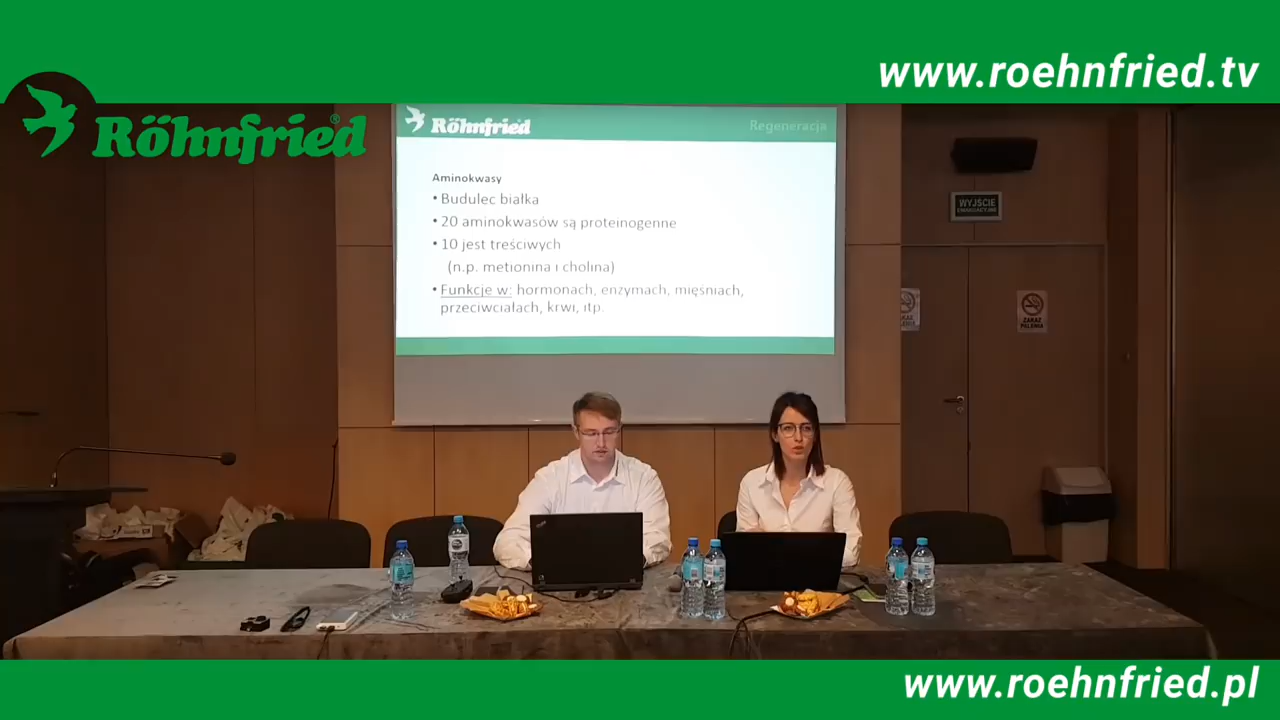 www.roehnfried.tv
Röhnfried®
Röhnfried
Regeneracja
Aminokwasy
• Budulec białka
• 20 aminokwasów są proteinogenne
• 10 jest treściwych
(n.p. metionina i cholina)
• Funkcje w: hormonach, enzymach, mięśniach,
przeciwciałach, krwi, itp.
WYJŚCIE
EWAKUACYJNE
ZAKAZ
PALENIA
www.roehnfried.pl